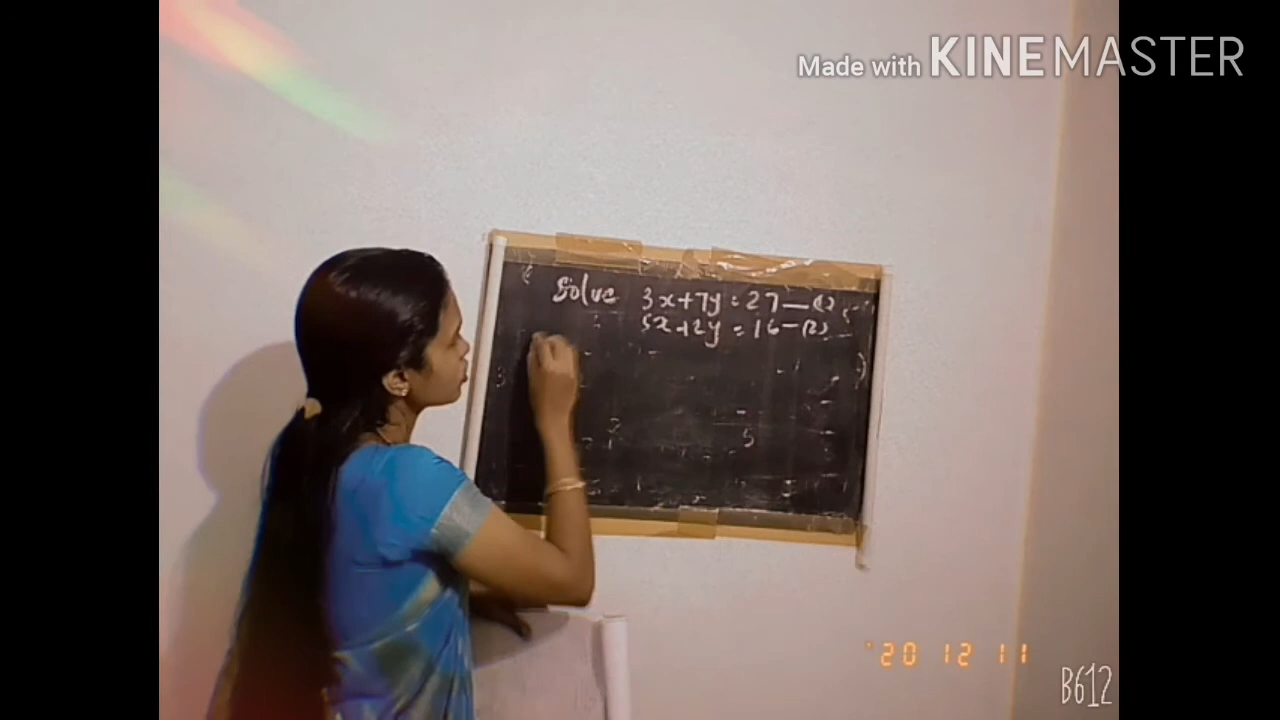 Made with KINEMASTER
Solve 3x+7y = 27 — (1)
5x+2y = 16 — (2)
'20 12 11
B612